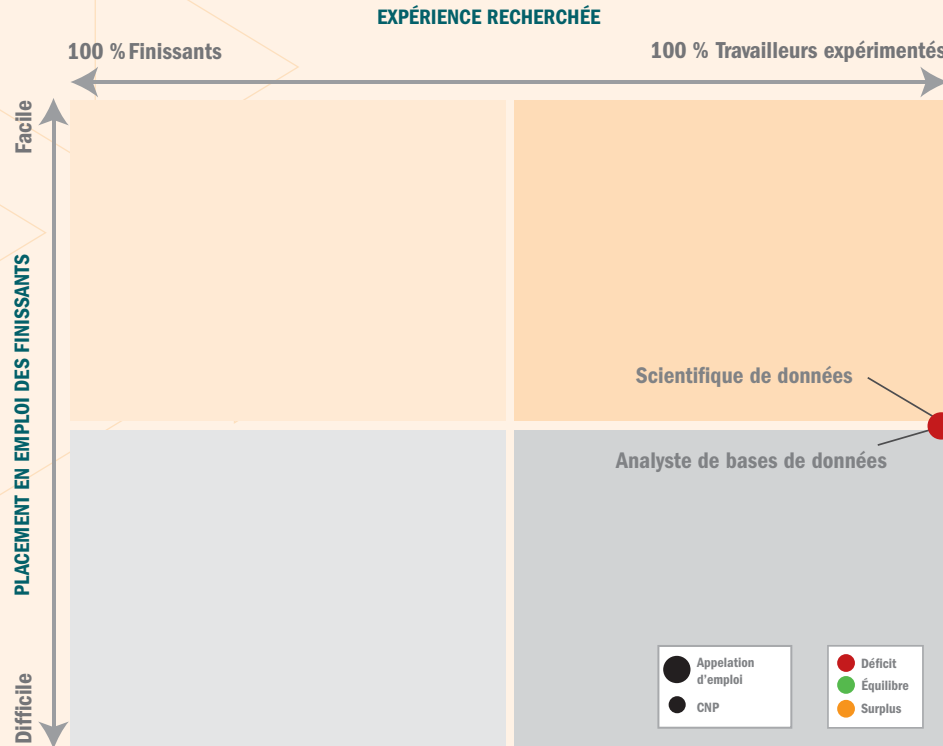 EXPÉRIENCE RECHERCHÉE
100 % Finissants
100 % Travailleurs expérimentés
Facile
PLACEMENT EN EMPLOI DES FINISSANTS
Difficile
Scientifique de données
Analyste de bases de données
Appelation
d'emploi
CNP
Déficit
Équilibre
Surplus